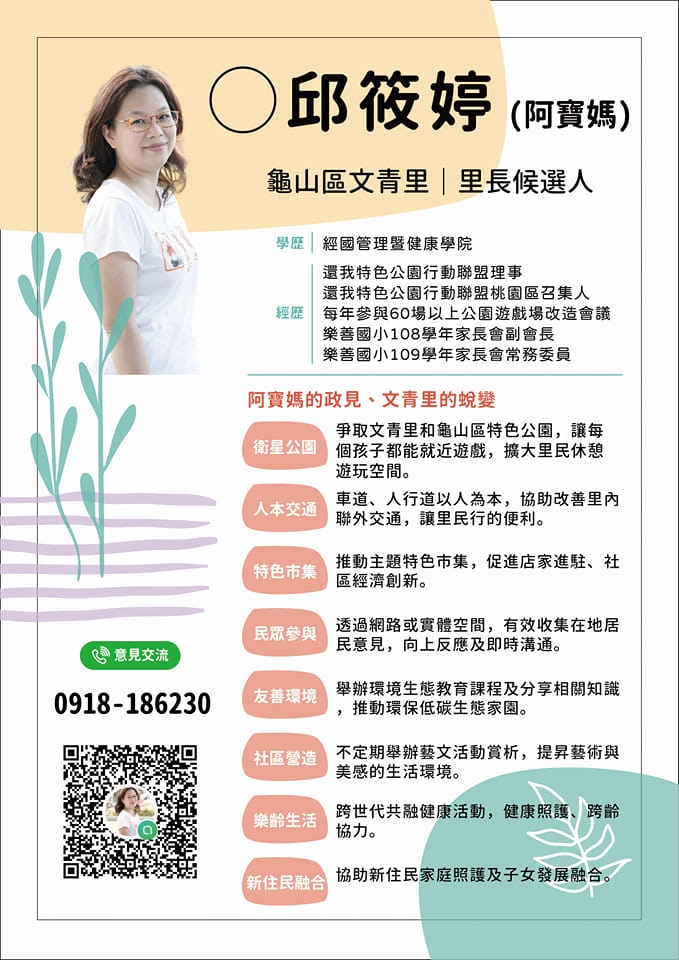 ◯邱筱婷(阿寶媽)
龜山區文青里｜里長候選人
學歷 經國管理暨健康學院
還我特色公園行動聯盟理事
還我特色公園行動聯盟桃園區召集人
經歷 每年參與60場以上公園遊戲場改造會議
樂善國小108學年家長會副會長
樂善國小109學年家長會常務委員
阿寶媽的政見、文青里的蛻變
衛星公園
爭取文青里和龜山區特色公園，讓每
個孩子都能就近遊戲，擴大里民休憩
遊玩空間。
人本交通
車道、人行道以人為本，協助改善里內
聯外交通，讓里民行的便利。
特色市集
推動主題特色市集，促進店家進駐、社
區經濟創新。
民眾參與
透過網路或實體空間，有效收集在地居
民意見，向上反應及即時溝通。
友善環境
舉辦環境生態教育課程及分享相關知識
，推動環保低碳生態家園。
社區營造
不定期舉辦藝文活動賞析，提昇藝術與
美感的生活環境。
樂齡生活
跨世代共融健康活動，健康照護、跨齡
協力。
新住民融合
協助新住民家庭照護及子女發展融合。
意見交流
0918-186230